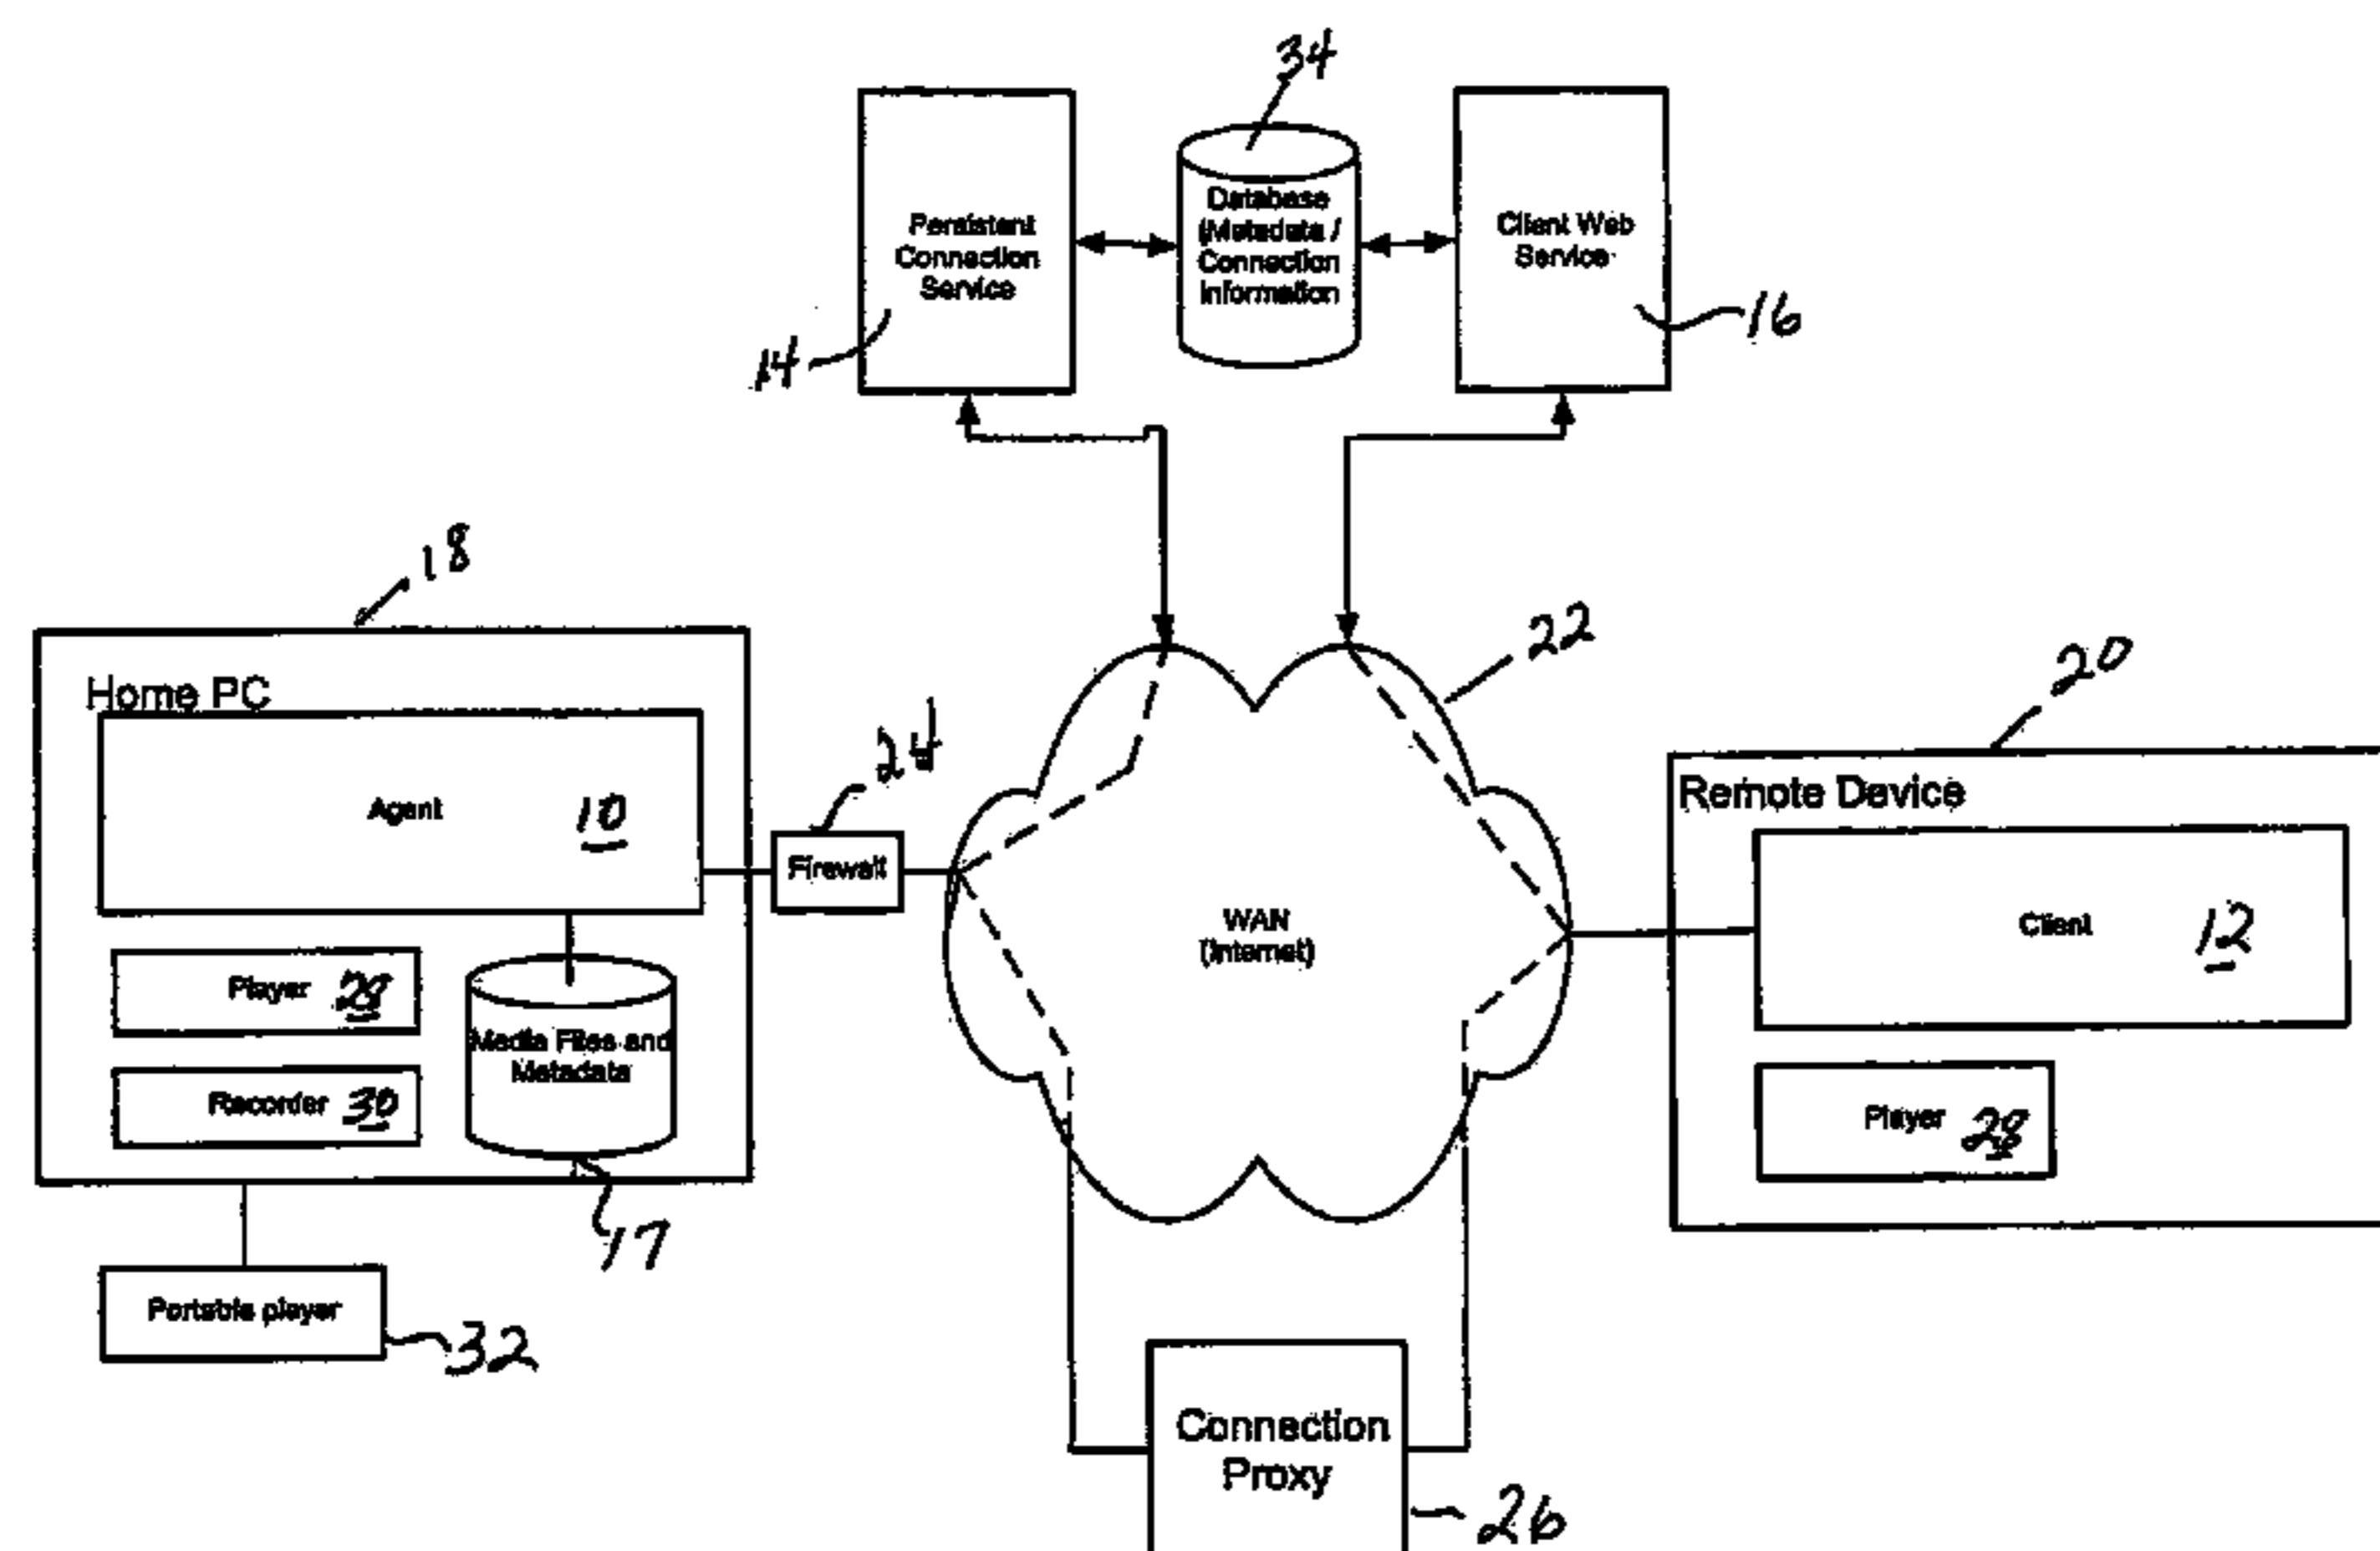 34
Persistent
Connection
Service
14
Database
(Metadata /
Connection
Information
Client Web
Service
16
18
Home PC
Agent 10
Player 28
Recorder 30
Media Files and
Metadata
17
Portable player
32
24
Firewall
22
WAN
(Internet)
20
Remote Device
Client 12
Player 28
Connection
Proxy
26